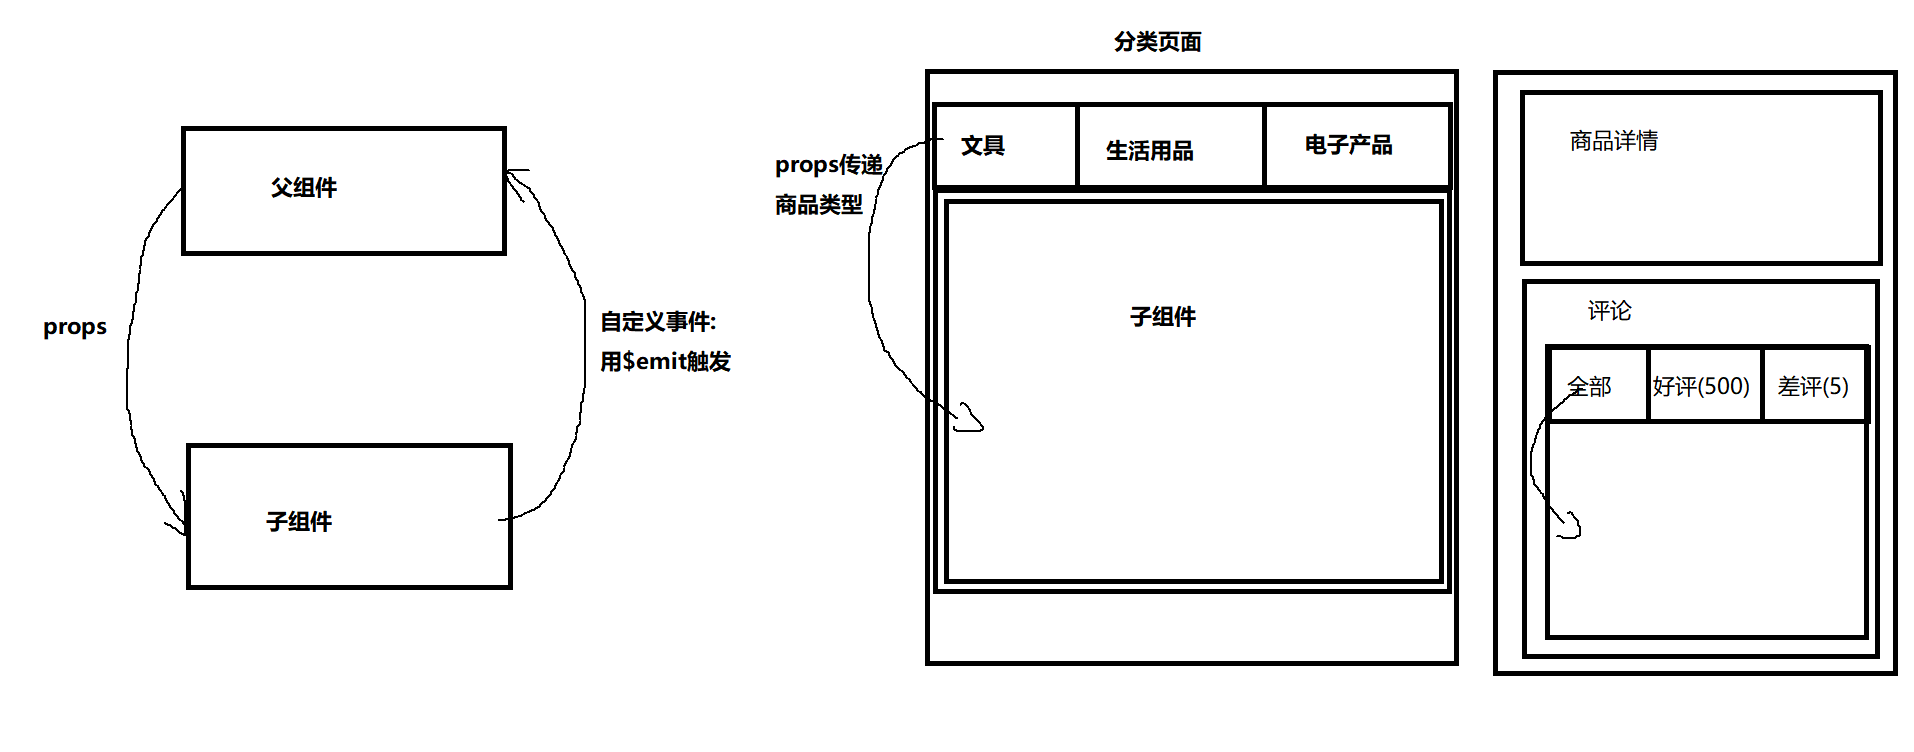 父组件
props
自定义事件:
用$emit触发
子组件
分类页面
props传递
商品类型
文具
生活用品
电子产品
子组件
商品详情
评论
全部
好评(500)
差评(5)